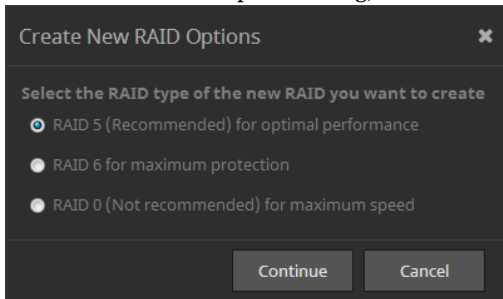 Create New RAID Options
Select the RAID type of the new RAID you want to create
RAID 5 (Recommended) for optimal performance
RAID 6 for maximum protection
RAID 0 (Not recommended) for maximum speed
Continue Cancel